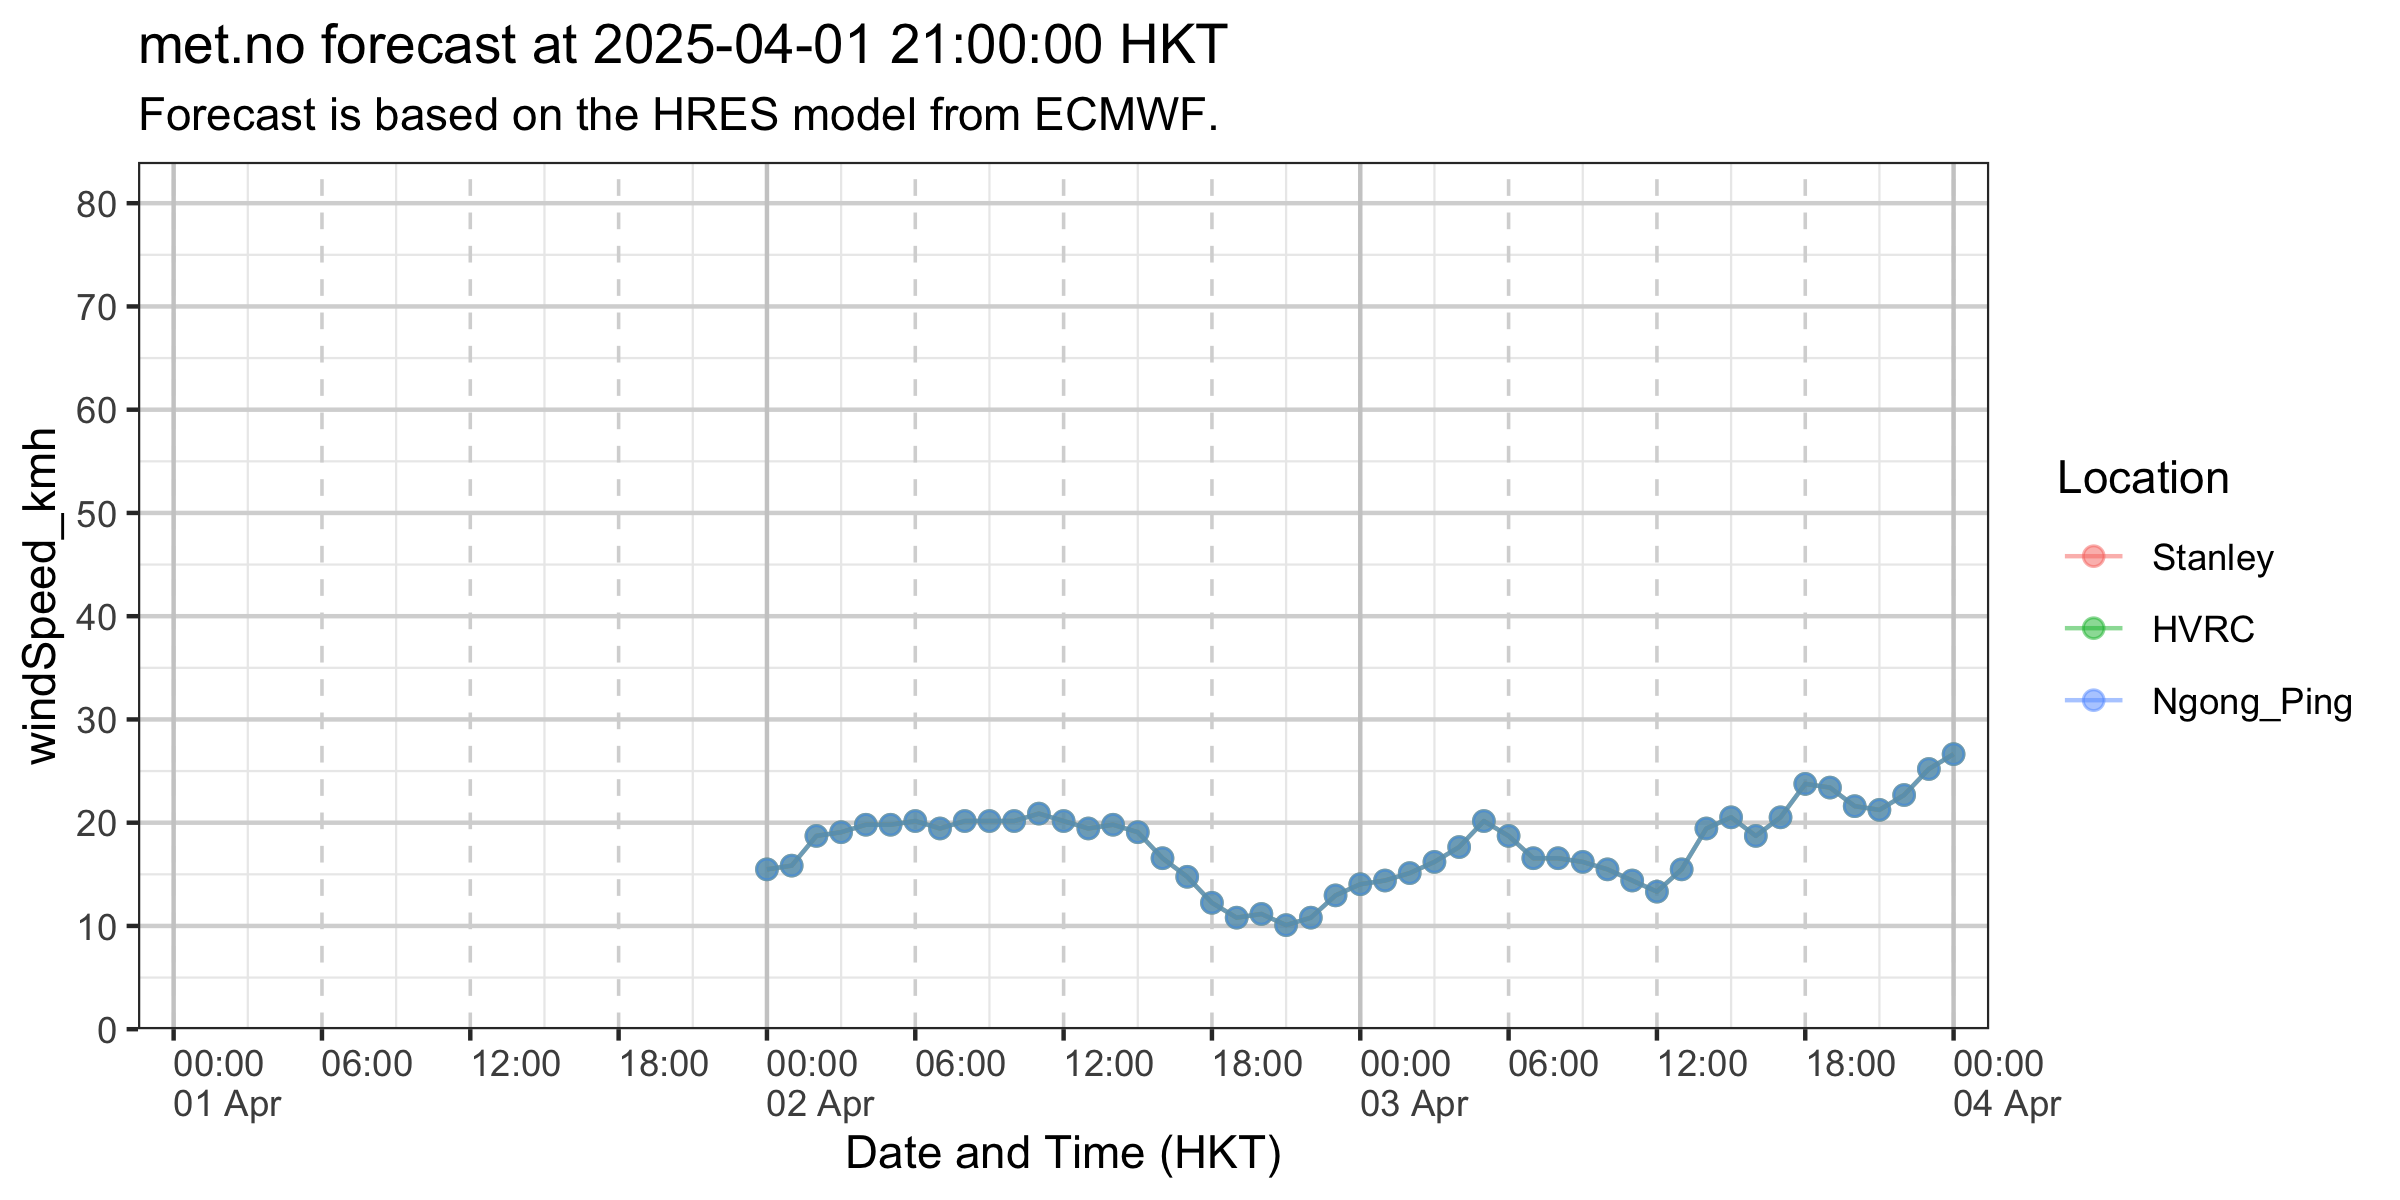 met.no forecast at 2025-04-01 21:00:00 HKT
Forecast is based on the HRES model from ECMWF.
windSpeed_kmh
80
70
60
50
40
30
20
10
0
00:00 06:00 12:00 18:00 00:00 06:00 12:00 18:00 00:00 06:00 12:00 18:00 00:00
01 Apr 02 Apr 03 Apr 04 Apr
Date and Time (HKT)
Location
Stanley
HVRC
Ngong_Ping